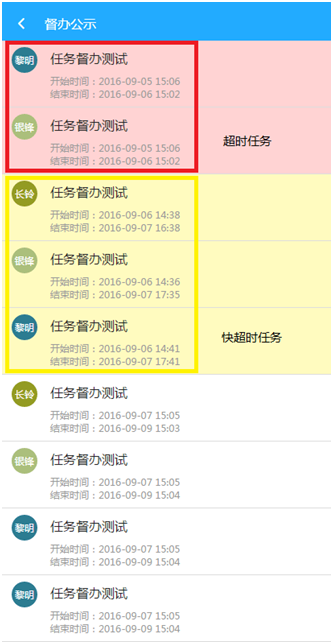 督办公示
黎明
任务督办测试
开始时间：2016-09-05 15:06
结束时间：2016-09-06 15:02
银锋
任务督办测试
超时任务
开始时间：2016-09-05 15:06
结束时间：2016-09-06 15:02
长铃
任务督办测试
开始时间：2016-09-06 14:38
结束时间：2016-09-07 16:38
银锋
任务督办测试
开始时间：2016-09-06 14:36
结束时间：2016-09-07 17:35
黎明
任务督办测试
快超时任务
开始时间：2016-09-06 14:41
结束时间：2016-09-07 17:41
长铃
任务督办测试
开始时间：2016-09-07 15:05
结束时间：2016-09-09 15:03
银锋
任务督办测试
开始时间：2016-09-07 15:05
结束时间：2016-09-09 15:04
黎明
任务督办测试
开始时间：2016-09-07 15:05
结束时间：2016-09-09 15:04
黎明
任务督办测试
开始时间：2016-09-07 15:05
结束时间：2016-09-09 15:04